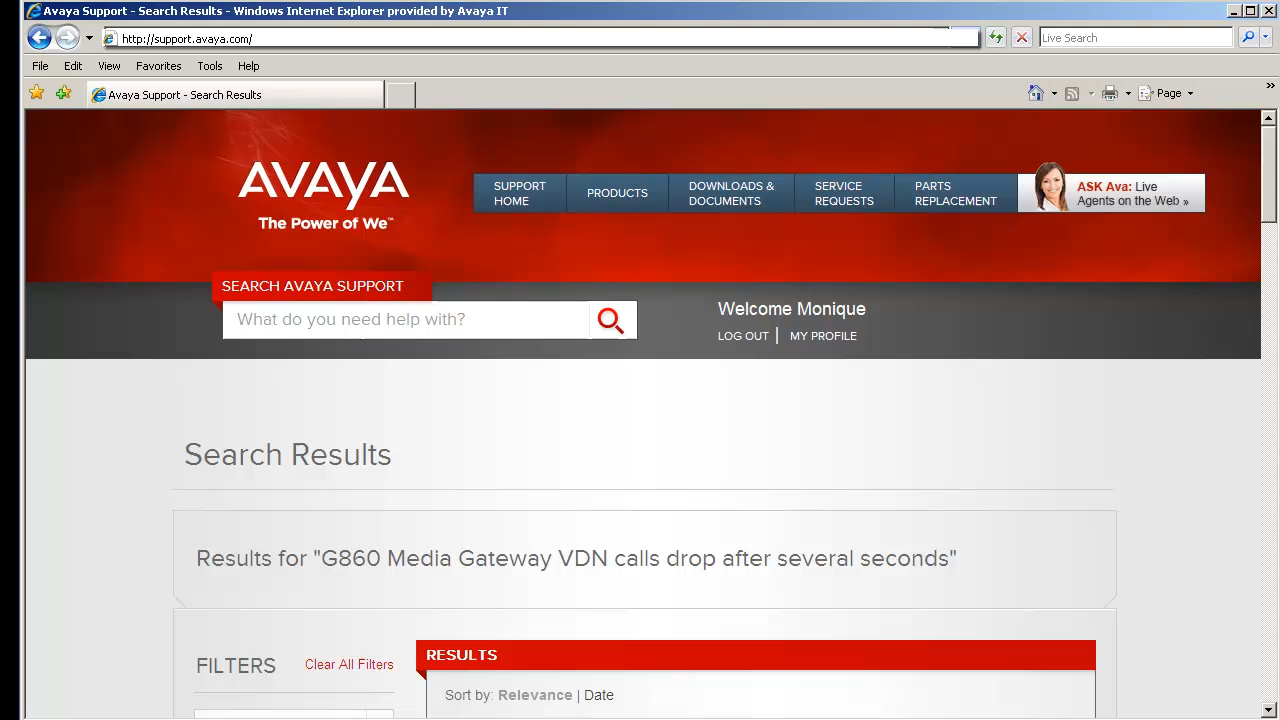 Avaya Support - Search Results - Windows Internet Explorer provided by Avaya IT
http://support.avaya.com/
Live Search
File Edit View Favorites Tools Help
Avaya Support - Search Results
Page
»
AVAYA
The Power of We™
SUPPORT HOME
PRODUCTS
DOWNLOADS & DOCUMENTS
SERVICE REQUESTS
PARTS REPLACEMENT
ASK Ava: Live
Agents on the Web »
SEARCH AVAYA SUPPORT
What do you need help with?
Welcome Monique
LOG OUT | MY PROFILE
Search Results
Results for "G860 Media Gateway VDN calls drop after several seconds"
FILTERS Clear All Filters
RESULTS
Sort by: Relevance | Date